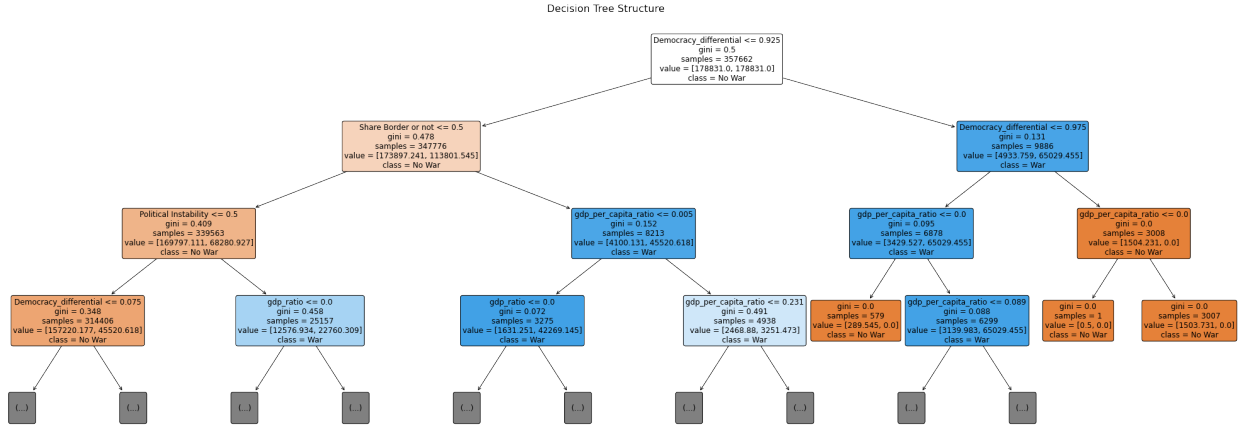 Decision Tree Structure
Democracy_differential <= 0.925
gini = 0.5
samples = 357662
value = [178831.0, 178831.0]
class = No War
Share Border or not <= 0.5
gini = 0.478
samples = 347776
value = [173897.241, 113801.545]
class = No War
Democracy_differential <= 0.975
gini = 0.131
samples = 9886
value = [4933.759, 65029.455]
class = War
Political Instability <= 0.5
gini = 0.409
samples = 339563
value = [169797.111, 68280.927]
class = No War
gdp_per_capita_ratio <= 0.005
gini = 0.152
samples = 8213
value = [4100.131, 45520.618]
class = War
gdp_per_capita_ratio <= 0.0
gini = 0.095
samples = 6878
value = [3429.527, 65029.455]
class = War
gdp_per_capita_ratio <= 0.0
gini = 0.0
samples = 3008
value = [1504.231, 0.0]
class = No War
Democracy_differential <= 0.075
gini = 0.348
samples = 314406
value = [157220.177, 45520.618]
class = No War
gdp_ratio <= 0.0
gini = 0.458
samples = 25157
value = [12576.934, 22760.309]
class = War
gdp_ratio <= 0.0
gini = 0.072
samples = 3275
value = [1631.251, 42269.145]
class = War
gdp_per_capita_ratio <= 0.231
gini = 0.491
samples = 4938
value = [2468.88, 3251.473]
class = War
gini = 0.0
samples = 579
value = [289.545, 0.0]
class = No War
gdp_per_capita_ratio <= 0.089
gini = 0.088
samples = 6299
value = [3139.983, 65029.455]
class = War
gini = 0.0
samples = 1
value = [0.5, 0.0]
class = No War
gini = 0.0
samples = 3007
value = [1503.731, 0.0]
class = No War
(...)
(...)
(...)
(...)
(...)
(...)
(...)
(...)
(...)
(...)